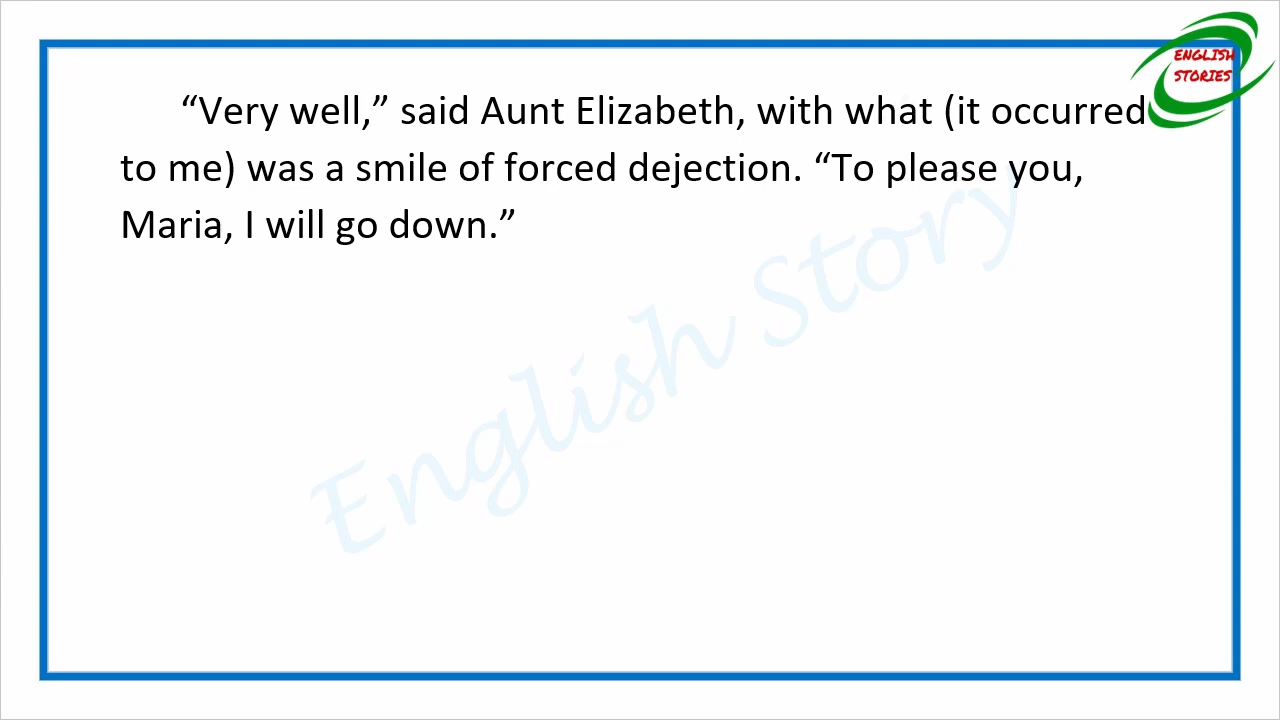 ENGLISH
STORIES
“Very well,” said Aunt Elizabeth, with what (it occurred
to me) was a smile of forced dejection. “To please you,
Maria, I will go down.”
English Story